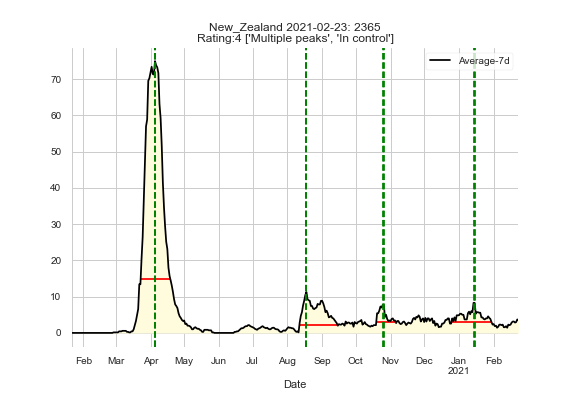 New_Zealand 2021-02-23: 2365
Rating:4 ['Multiple peaks', 'In control']
Average-7d
70
60
50
40
30
20
10
0
Feb Mar Apr May Jun Jul Aug Sep Oct Nov Dec Jan Feb
2021
Date